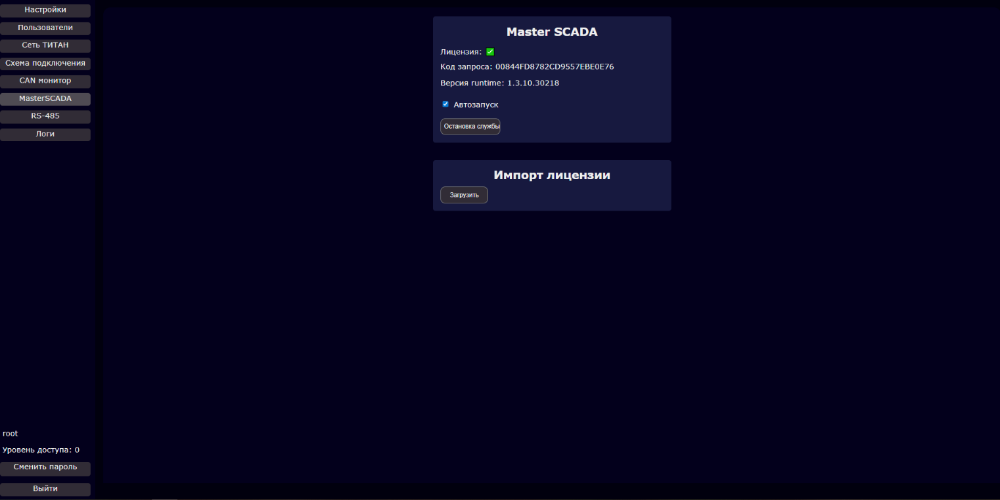 Настройки
Пользователи
Сеть ТИТАН
Схема подключения
CAN монитор
MasterSCADA
RS-485
Логи
root
Уровень доступа: 0
Сменить пароль
Выйти
Master SCADA
Лицензия:
Код запроса: 00844FD8782CD9557EBE0E76
Версия runtime: 1.3.10.30218
Автозапуск
Остановка службы
Импорт лицензии
Загрузить